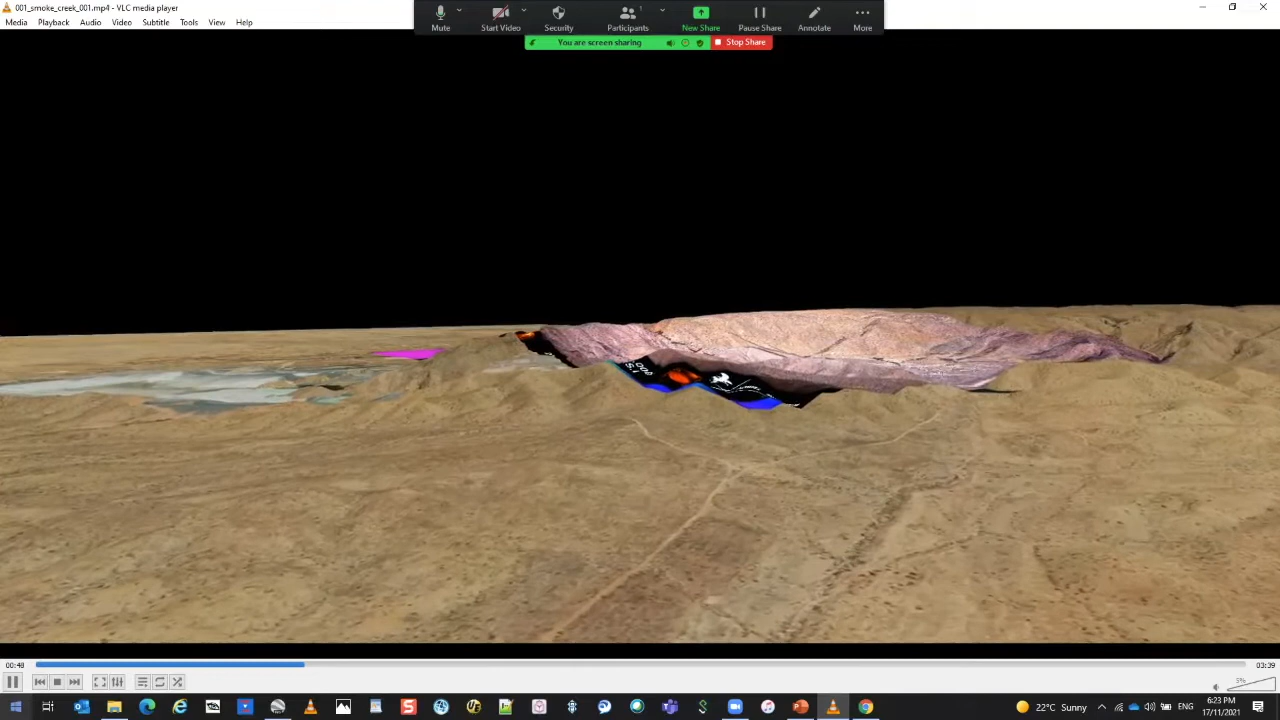 001_smoke_creek_001.mp4 - VLC media player
Media Playback Audio Video Subtitle Tools View Help
Mute Start Video Security Participants 1 New Share Pause Share Annotate More
You are screen sharing Stop Share
00:48 03:39
3%
22°C Sunny 6:23 PM
17/11/2021